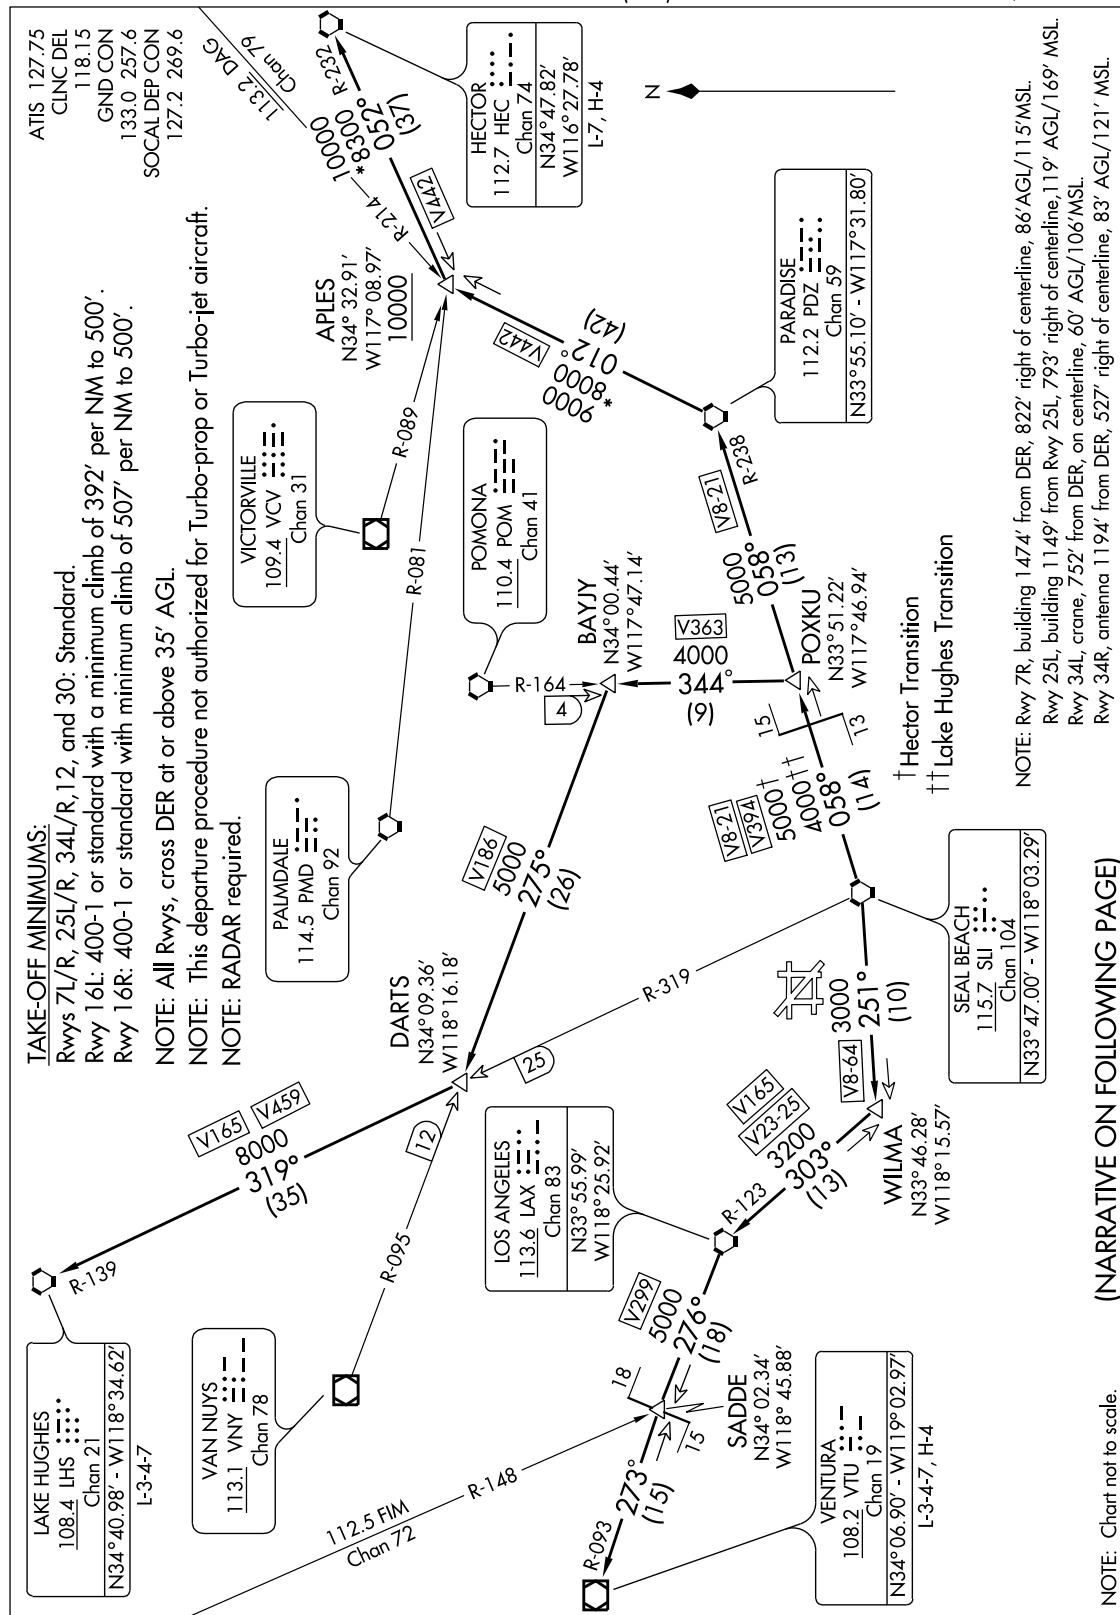 ATIS 127.75
CLNC DEL
118.15
GND CON
133.0 257.6
SOCAL DEP CON
127.2 269.6
TAKE-OFF MINIMUMS:
Rwys 7L/R, 25L/R, 34L/R,12, and 30: Standard.
Rwy 16L: 400-1 or standard with a minimum climb of 392' per NM to 500'.
Rwy 16R: 400-1 or standard with minimum climb of 507' per NM to 500'.
NOTE: All Rwys, cross DER at or above 35' AGL.
NOTE: This departure procedure not authorized for Turbo-prop or Turbo-jet aircraft.
NOTE: RADAR required.
LAKE HUGHES
108.4 LHS
Chan 21
N34°40.98' - W118°34.62'
L-3-4-7
R-139
V165
V459
8000
319°
(35)
VAN NUYS
113.1 VNY
Chan 78
R-095
12
112.5 FIM
Chan 72
R-148
DARTS
N34°09.36'
W118°16.18'
25
R-319
PALMDALE
114.5 PMD
Chan 92
R-081
VICTORVILLE
109.4 VCV
Chan 31
R-089
113.2 DAG
Chan 79
R-214
APLES
N34°32.91'
W117°08.97'
10000
R-232
10000
*8300
052°
(37)
V442
HECTOR
112.7 HEC
Chan 74
N34°47.82'
W116°27.78'
L-7, H-4
N
V442
9000
*8000
012°
(42)
POMONA
110.4 POM
Chan 41
R-164
4
BAYJY
N34°00.44'
W117°47.14'
V186
5000
275°
(26)
V363
4000
344°
(9)
PARADISE
112.2 PDZ
Chan 59
N33°55.10' - W117°31.80'
R-238
V8-21
5000
058°
(13)
POXKU
N33°51.22'
W117°46.94'
15
13
V8-21
V394
5000†
4000††
058°
(14)
†Hector Transition
††Lake Hughes Transition
SEAL BEACH
115.7 SLI
Chan 104
N33°47.00' - W118°03.29'
V8-64
3000
251°
(10)
WILMA
N33°46.28'
W118°15.57'
V165
V23-25
3200
303°
(13)
R-123
LOS ANGELES
113.6 LAX
Chan 83
N33°55.99'
W118°25.92'
V299
5000
276°
(18)
SADDE
N34°02.34'
W118°45.88'
18
15
273°
(15)
R-093
VENTURA
108.2 VTU
Chan 19
N34°06.90' - W119°02.97'
L-3-4-7, H-4
NOTE: Rwy 7R, building 1474' from DER, 822' right of centerline, 86'AGL/115'MSL.
Rwy 25L, building 1149' from Rwy 25L, 793' right of centerline,119' AGL/169' MSL.
Rwy 34L, crane, 752' from DER, on centerline, 60' AGL/106'MSL.
Rwy 34R, antenna 1194' from DER, 527' right of centerline, 83' AGL/121' MSL.
NOTE: Chart not to scale.
(NARRATIVE ON FOLLOWING PAGE)